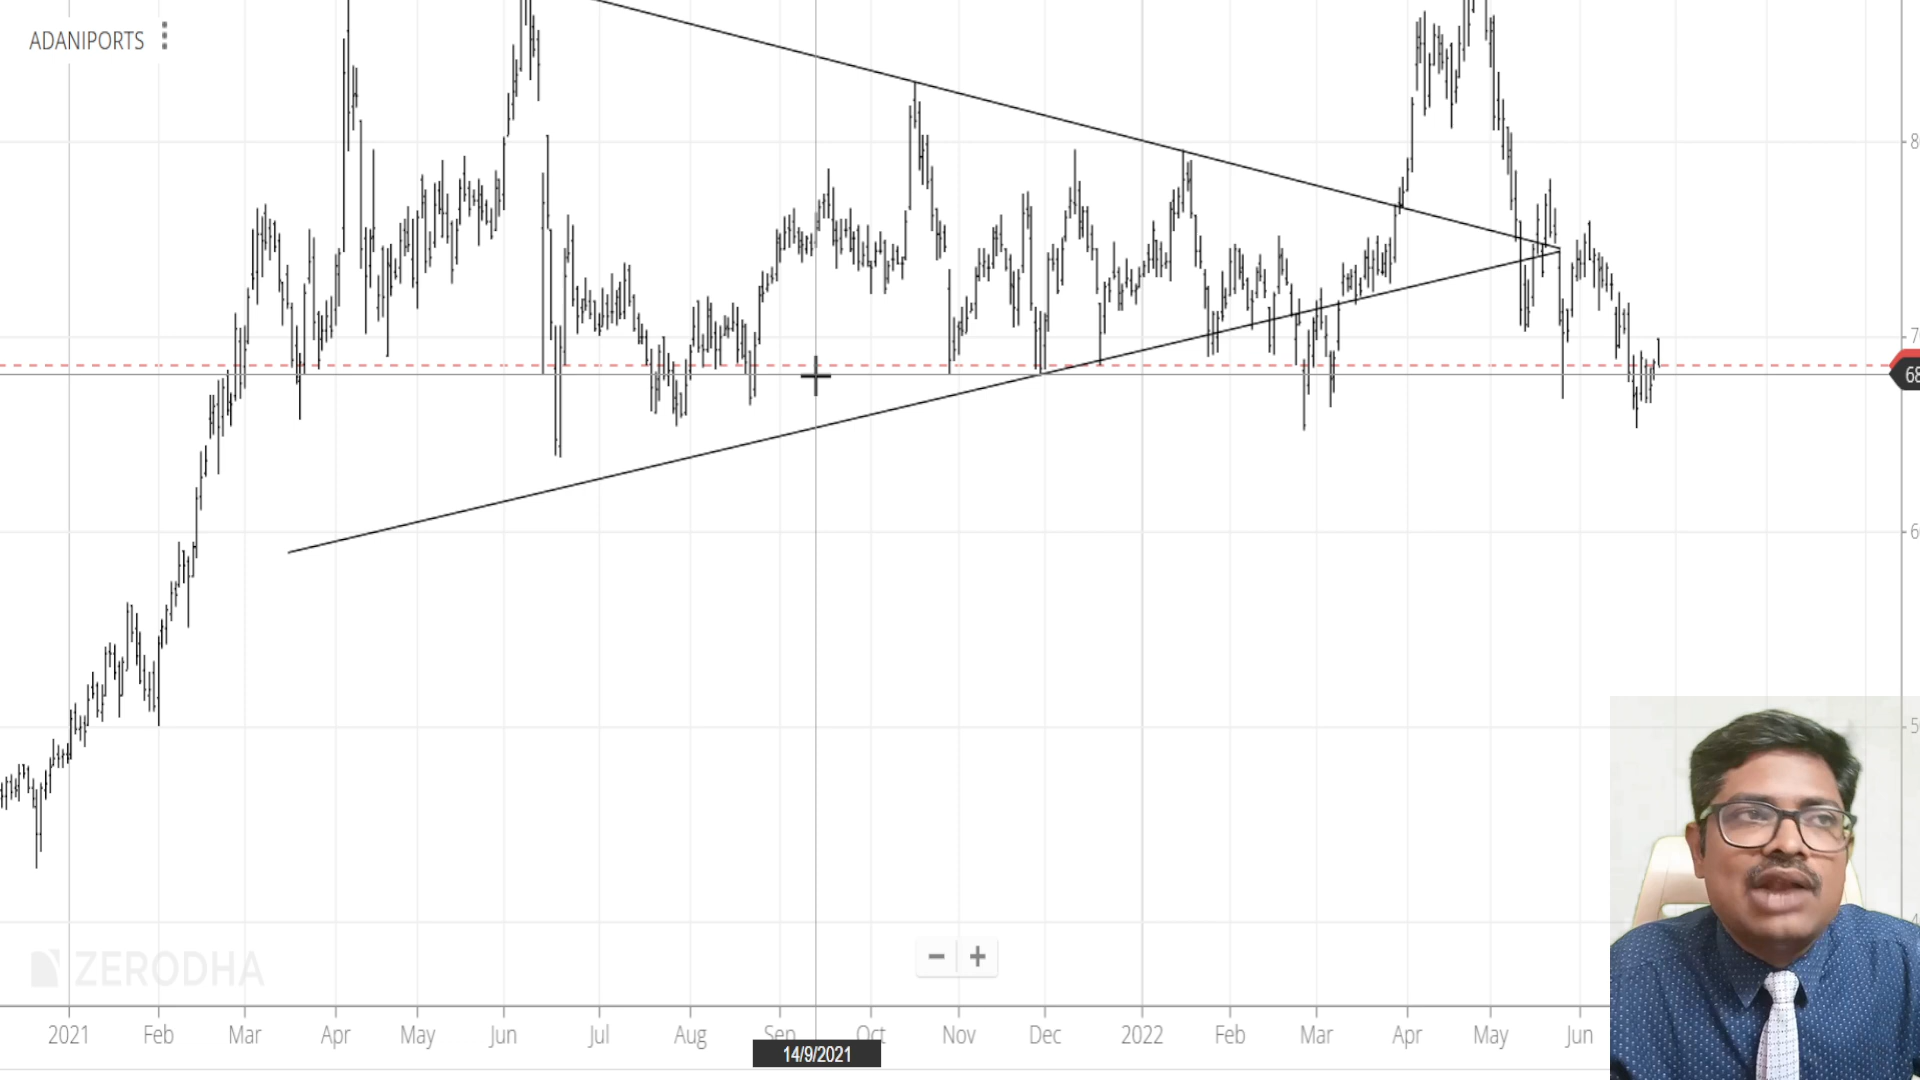 ADANIPORTS
68
ZERODHA
2021 Feb Mar Apr May Jun Jul Aug Sep Oct Nov Dec 2022 Feb Mar Apr May Jun
14/9/2021